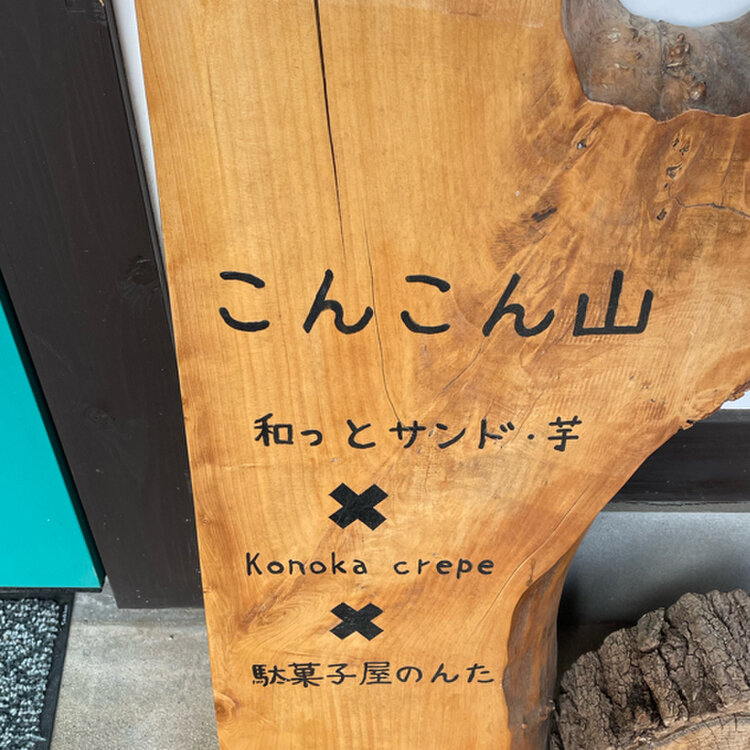 こんこん山
和っとサンド・芋
✖
Konoka crepe
✖
駄菓子屋のんた